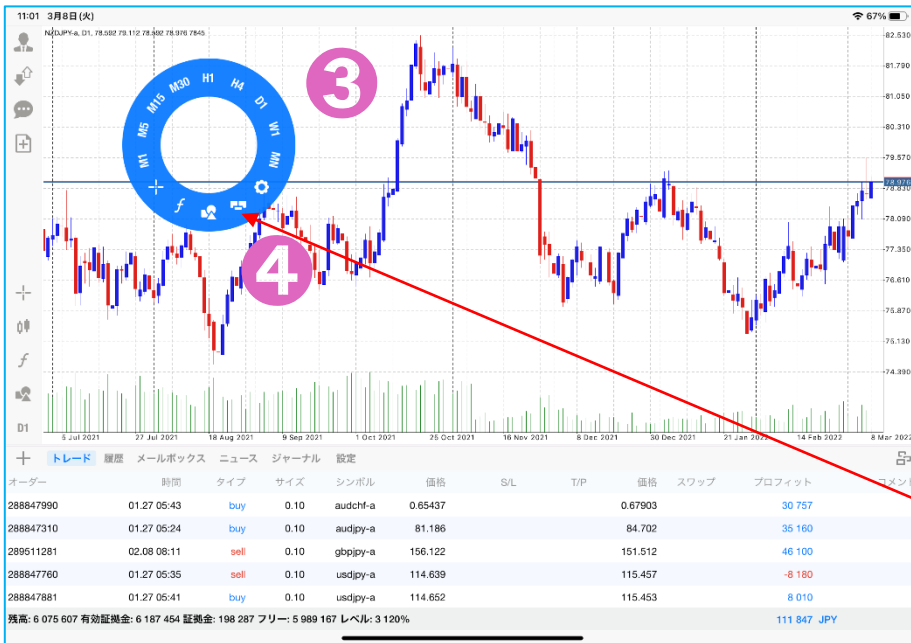 11:01 3月8日(火) 67%
NZDJPY-a, D1, 78.592 79.112 78.592 78.976 7845
82.530
81.790
81.050
80.310
79.570
78.976
78.830
78.090
77.350
76.610
75.870
75.130
74.390
M1 M5 M15 M30 H1 H4 D1 W1 MN
f
3
4
f
D1
5 Jul 2021 27 Jul 2021 18 Aug 2021 9 Sep 2021 1 Oct 2021 25 Oct 2021 16 Nov 2021 8 Dec 2021 30 Dec 2021 21 Jan 2022 14 Feb 2022 8 Mar 2022
トレード 履歴 メールボックス ニュース ジャーナル 設定
オーダー 時間 タイプ サイズ シンボル 価格 S/L T/P 価格 スワップ プロフィット コメント
288847990 01.27 05:43 buy 0.10 audchf-a 0.65437 0.67903 30 757
288847310 01.27 05:24 buy 0.10 audjpy-a 81.186 84.702 35 160
289511281 02.08 08:11 sell 0.10 gbpjpy-a 156.122 151.512 46 100
288847760 01.27 05:35 sell 0.10 usdjpy-a 114.639 115.457 -8 180
288847881 01.27 05:41 buy 0.10 usdjpy-a 114.652 115.453 8 010
残高: 6 075 607 有効証拠金: 6 187 454 証拠金: 198 287 フリー: 5 989 167 レベル: 3 120% 111 847 JPY